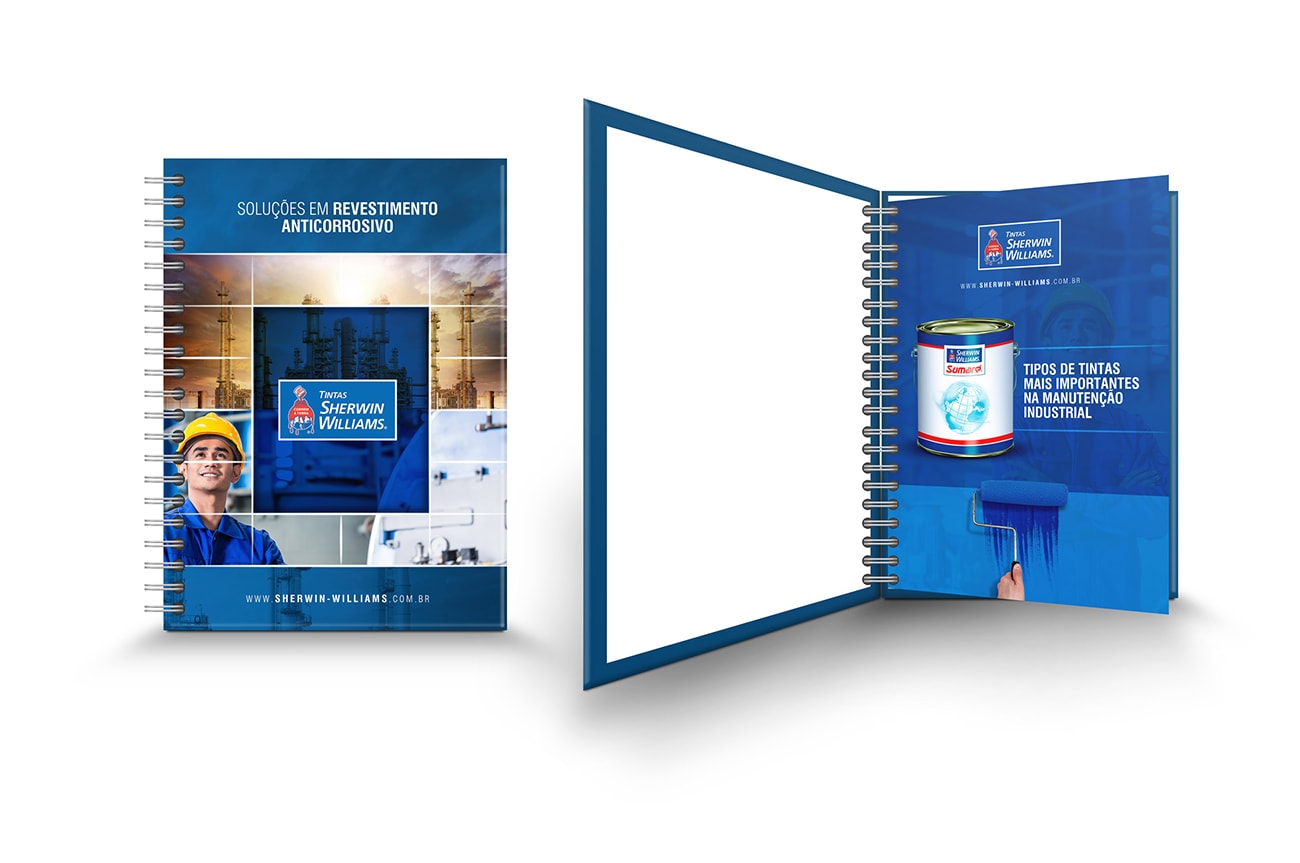 SOLUÇÕES EM REVESTIMENTO
ANTICORROSIVO
TINTAS
SHERWIN
WILLIAMS.
WWW.SHERWIN-WILLIAMS.COM.BR
TINTAS
SHERWIN
WILLIAMS.
WWW.SHERWIN-WILLIAMS.COM.BR
SHERWIN
WILLIAMS
Sumaré
TIPOS DE TINTAS
MAIS IMPORTANTES
NA MANUTENÇÃO
INDUSTRIAL